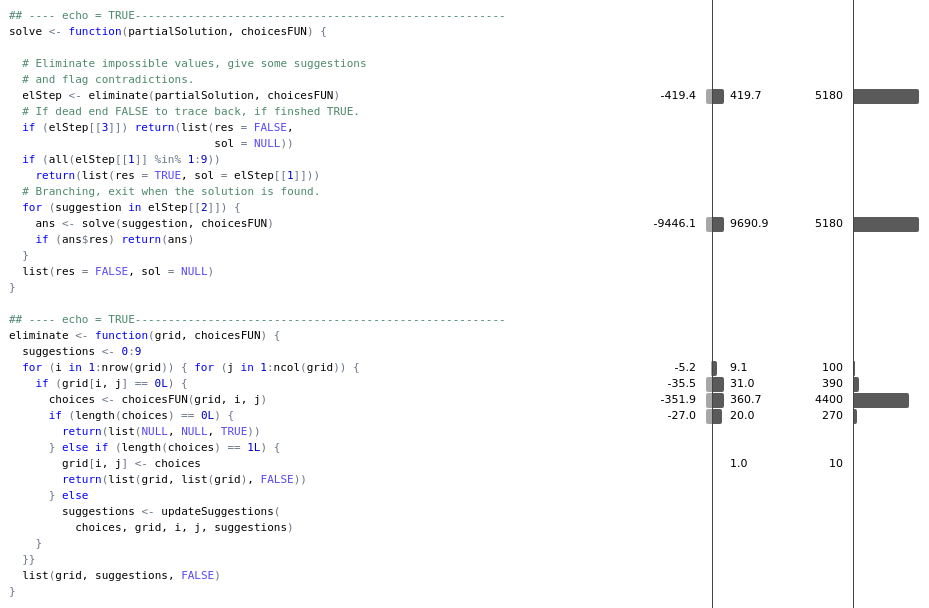 ## ---- echo = TRUE--------------------------------------------------------
solve <- function(partialSolution, choicesFUN) {
  # Eliminate impossible values, give some suggestions
  # and flag contradictions.
  elStep <- eliminate(partialSolution, choicesFUN) -419.4 419.7 5180
  # If dead end FALSE to trace back, if finshed TRUE.
  if (elStep[[3]]) return(list(res = FALSE,
                               sol = NULL))
  if (all(elStep[[1]] %in% 1:9))
    return(list(res = TRUE, sol = elStep[[1]]))
  # Branching, exit when the solution is found.
  for (suggestion in elStep[[2]]) {
    ans <- solve(suggestion, choicesFUN) -9446.1 9690.9 5180
    if (ans$res) return(ans)
  }
  list(res = FALSE, sol = NULL)
}
## ---- echo = TRUE--------------------------------------------------------
eliminate <- function(grid, choicesFUN) {
  suggestions <- 0:9
  for (i in 1:nrow(grid)) { for (j in 1:ncol(grid)) { -5.2 9.1 100
    if (grid[i, j] == 0L) { -35.5 31.0 390
      choices <- choicesFUN(grid, i, j) -351.9 360.7 4400
      if (length(choices) == 0L) { -27.0 20.0 270
        return(list(NULL, NULL, TRUE))
      } else if (length(choices) == 1L) {
        grid[i, j] <- choices 1.0 10
        return(list(grid, list(grid), FALSE))
      } else
        suggestions <- updateSuggestions(
          choices, grid, i, j, suggestions)
    }
  }}
  list(grid, suggestions, FALSE)
}